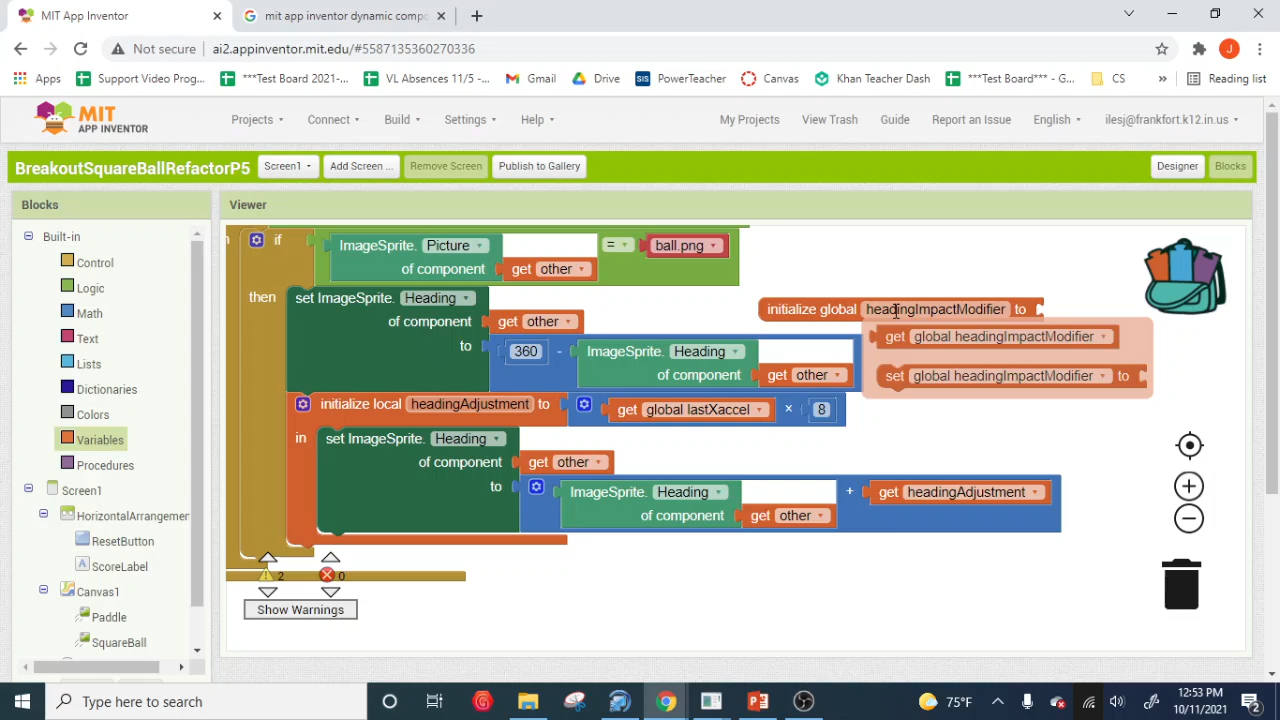 MIT App Inventor
mit app inventor dynamic compo
Not secure
ai2.appinventor.mit.edu/#5587135360270336
J
Apps
Support Video Prog...
***Test Board 2021-...
VL Absences 11/5 -...
Gmail
Drive
SIS
PowerTeacher
Canvas
Khan Teacher Dash
***Test Board*** - G...
CS
»
Reading list
MIT
APP INVENTOR
Projects
Connect
Build
Settings
Help
My Projects
View Trash
Guide
Report an Issue
English
ilesj@frankfort.k12.in.us
BreakoutSquareBallRefactorP5
Screen1
Add Screen ...
Remove Screen
Publish to Gallery
Designer
Blocks
Blocks
Viewer
Built-in
Control
Logic
Math
Text
Lists
Dictionaries
Colors
Variables
Procedures
Screen1
HorizontalArrangemen
ResetButton
ScoreLabel
Canvas1
Paddle
SquareBall
if
ImageSprite. Picture
of component get other
= ball.png
then
set ImageSprite. Heading
of component get other
to 360 - ImageSprite. Heading
of component get other
initialize global headingImpactModifier to
get global headingImpactModifier
set global headingImpactModifier to
initialize local headingAdjustment to get global lastXaccel × 8
in set ImageSprite. Heading
of component get other
to ImageSprite. Heading
of component get other
+ get headingAdjustment
2
0
Show Warnings
Type here to search
75°F
12:53 PM
10/11/2021
2